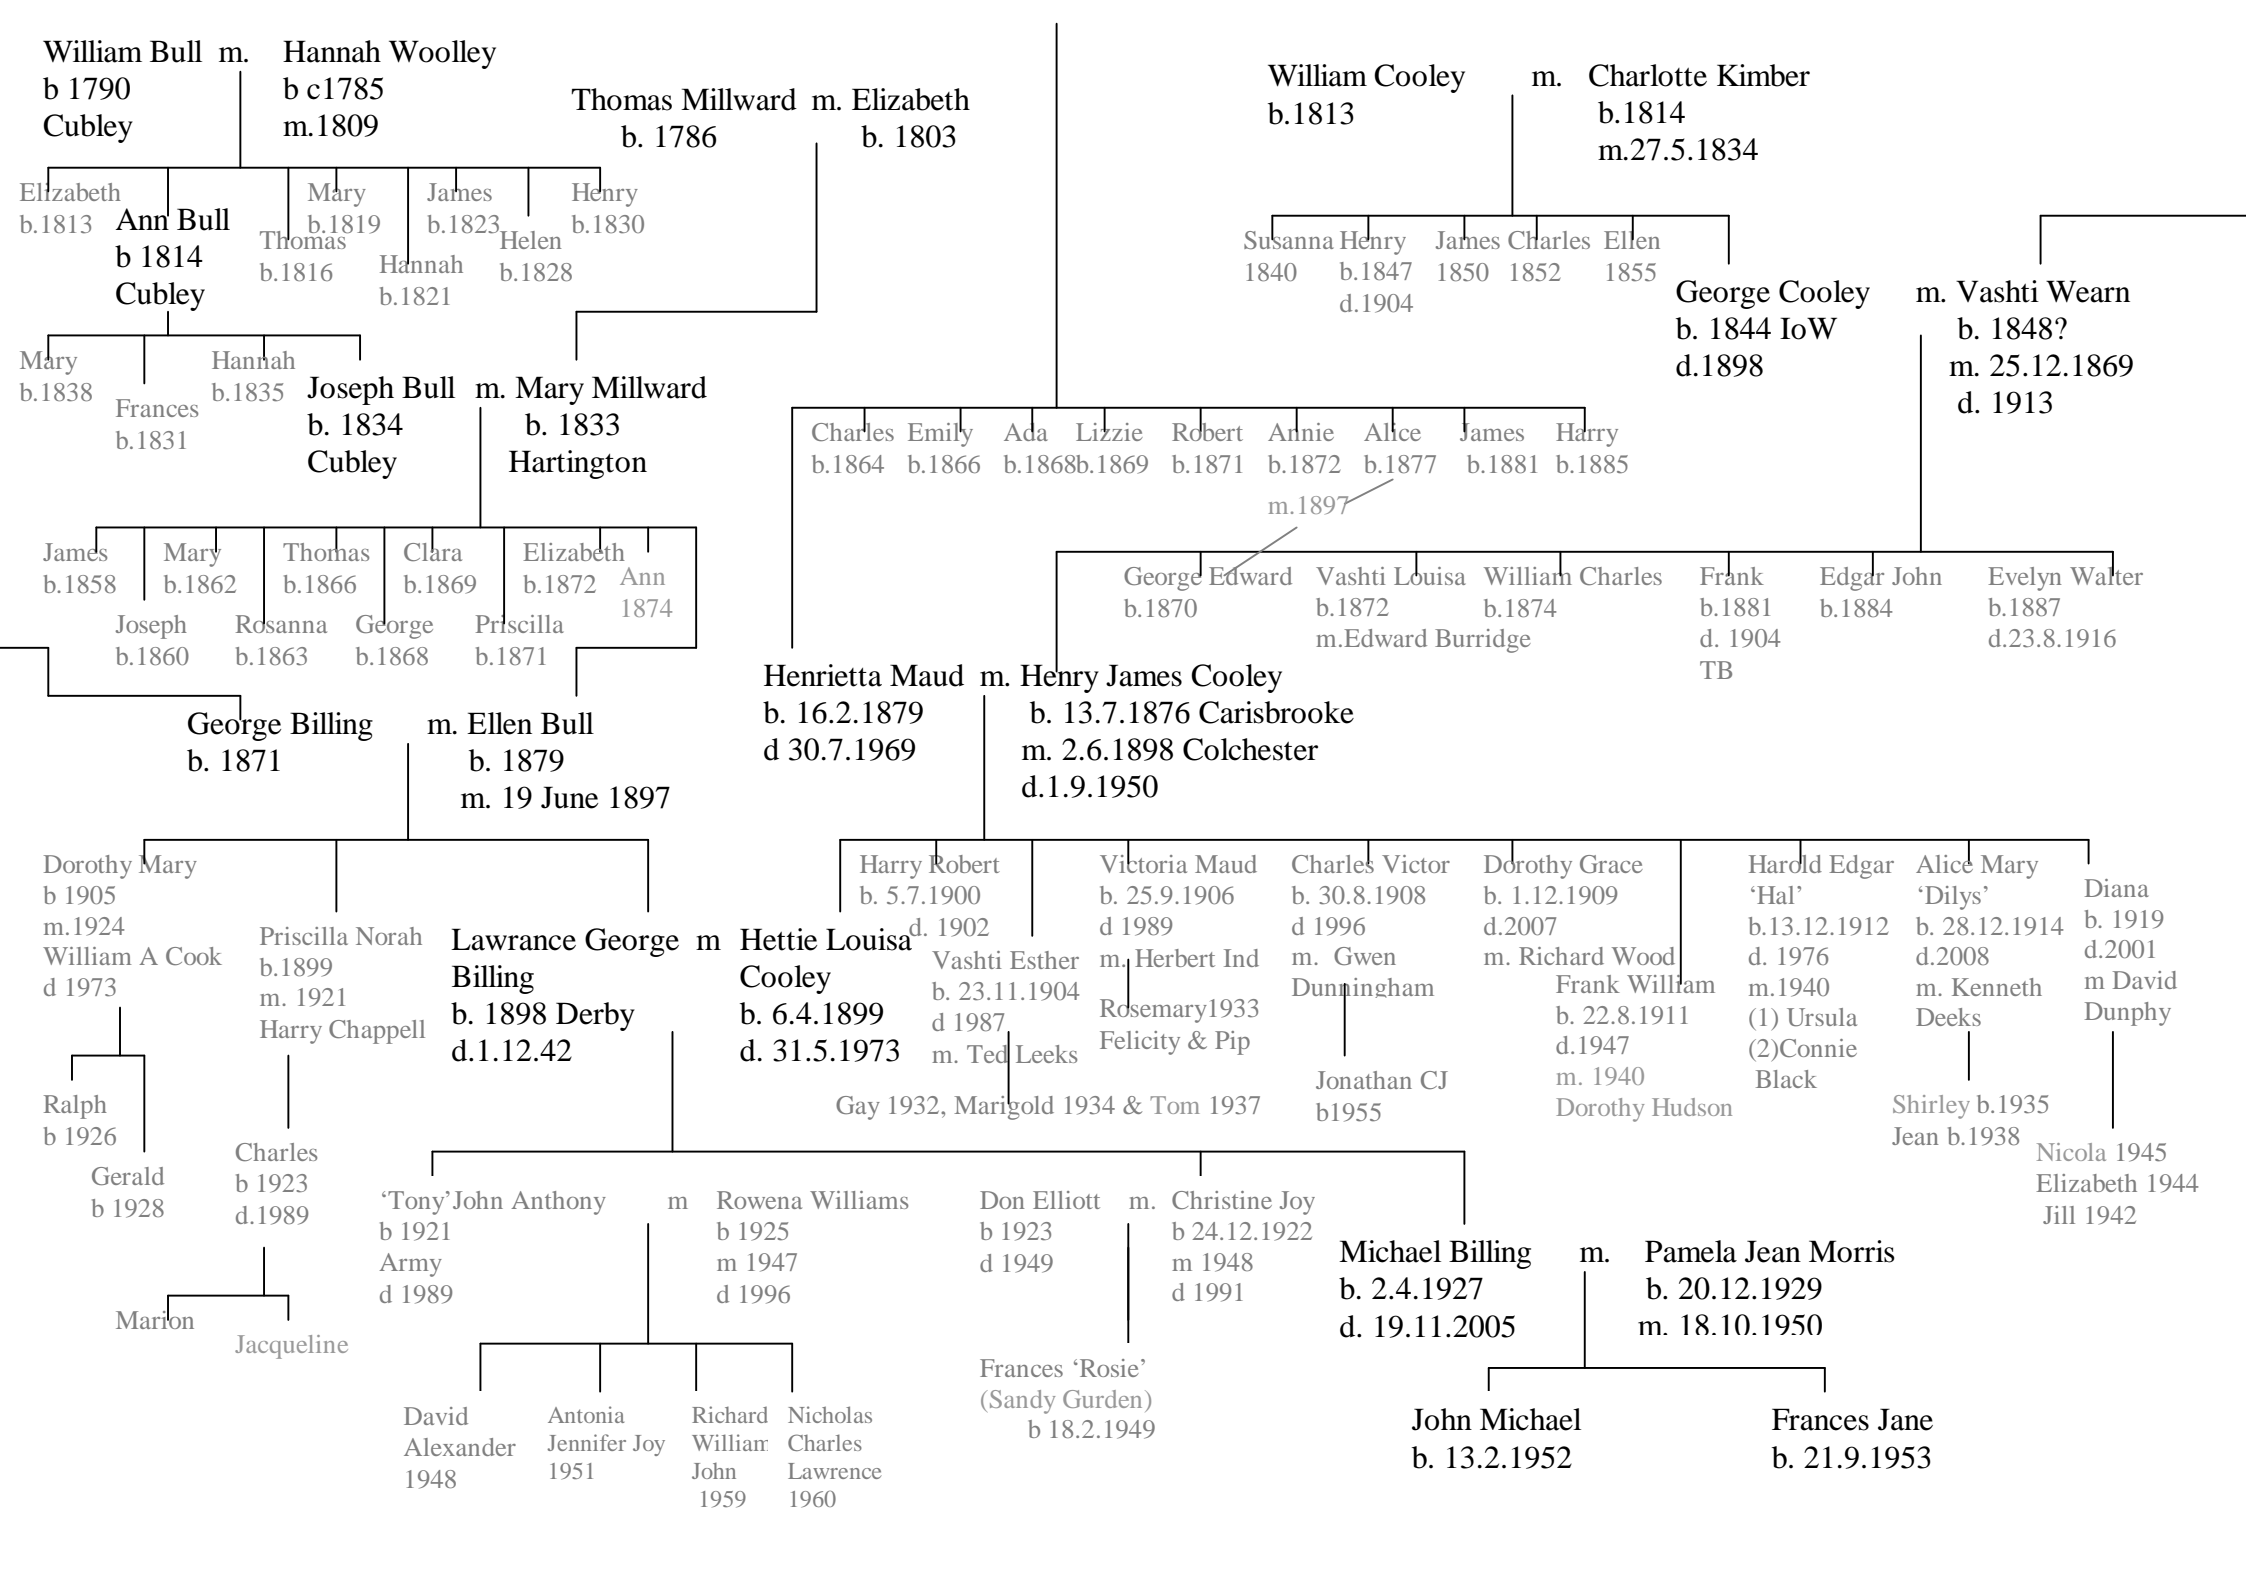 William Bull m. Hannah Woolley
b 1790 b c1785
Cubley m.1809
Thomas Millward m. Elizabeth
b. 1786 b. 1803
William Cooley m. Charlotte Kimber
b.1813 b.1814
m.27.5.1834
Elizabeth
b.1813
Ann Bull
b 1814
Cubley
Thomas
b.1816
Mary
b.1819
Hannah
b.1821
James
b.1823
Helen
b.1828
Henry
b.1830
Susanna
1840
Henry
b.1847
d.1904
James
1850
Charles
1852
Ellen
1855
George Cooley m. Vashti Wearn
b. 1844 IoW b. 1848?
d.1898 m. 25.12.1869
d. 1913
Mary
b.1838
Frances
b.1831
Hannah
b.1835
Joseph Bull m. Mary Millward
b. 1834 b. 1833
Cubley Hartington
Charles
b.1864
Emily
b.1866
Ada
b.1868
Lizzie
b.1869
Robert
b.1871
Annie
b.1872
Alice
b.1877
James
b.1881
Harry
b.1885
m.1897
James
b.1858
Joseph
b.1860
Mary
b.1862
Rosanna
b.1863
Thomas
b.1866
George
b.1868
Clara
b.1869
Priscilla
b.1871
Elizabeth
b.1872
Ann
1874
George Edward
b.1870
Vashti Louisa
b.1872
m.Edward Burridge
William Charles
b.1874
Frank
b.1881
d. 1904
TB
Edgar John
b.1884
Evelyn Walter
b.1887
d.23.8.1916
George Billing m. Ellen Bull
b. 1871 b. 1879
m. 19 June 1897
Henrietta Maud m. Henry James Cooley
b. 16.2.1879 b. 13.7.1876 Carisbrooke
d 30.7.1969 m. 2.6.1898 Colchester
d.1.9.1950
Dorothy Mary
b 1905
m.1924
William A Cook
d 1973
Priscilla Norah
b.1899
m. 1921
Harry Chappell
Lawrance George m Hettie Louisa
Billing Cooley
b. 1898 Derby b. 6.4.1899
d.1.12.42 d. 31.5.1973
Harry Robert
b. 5.7.1900
d. 1902
Vashti Esther
b. 23.11.1904
d 1987
m. Ted Leeks
Gay 1932, Marigold 1934 & Tom 1937
Victoria Maud
b. 25.9.1906
d 1989
m. Herbert Ind
Rosemary1933
Felicity & Pip
Charles Victor
b. 30.8.1908
d 1996
m. Gwen
Dunningham
Jonathan CJ
b1955
Dorothy Grace
b. 1.12.1909
d.2007
m. Richard Wood
Frank William
b. 22.8.1911
d.1947
m. 1940
Dorothy Hudson
Harold Edgar
‘Hal’
b.13.12.1912
d. 1976
m.1940
(1) Ursula
(2)Connie
Black
Alice Mary
‘Dilys’
b. 28.12.1914
d.2008
m. Kenneth
Deeks
Shirley b.1935
Jean b.1938
Diana
b. 1919
d.2001
m David
Dunphy
Nicola 1945
Elizabeth 1944
Jill 1942
Ralph
b 1926
Gerald
b 1928
Charles
b 1923
d.1989
Marion
Jacqueline
‘Tony’John Anthony m Rowena Williams
b 1921 b 1925
Army m 1947
d 1989 d 1996
Don Elliott m. Christine Joy
b 1923 b 24.12.1922
d 1949 m 1948
d 1991
Michael Billing m. Pamela Jean Morris
b. 2.4.1927 b. 20.12.1929
d. 19.11.2005 m. 18.10.1950
David
Alexander
1948
Antonia
Jennifer Joy
1951
Richard
William
John
1959
Nicholas
Charles
Lawrence
1960
Frances ‘Rosie’
(Sandy Gurden)
b 18.2.1949
John Michael
b. 13.2.1952
Frances Jane
b. 21.9.1953